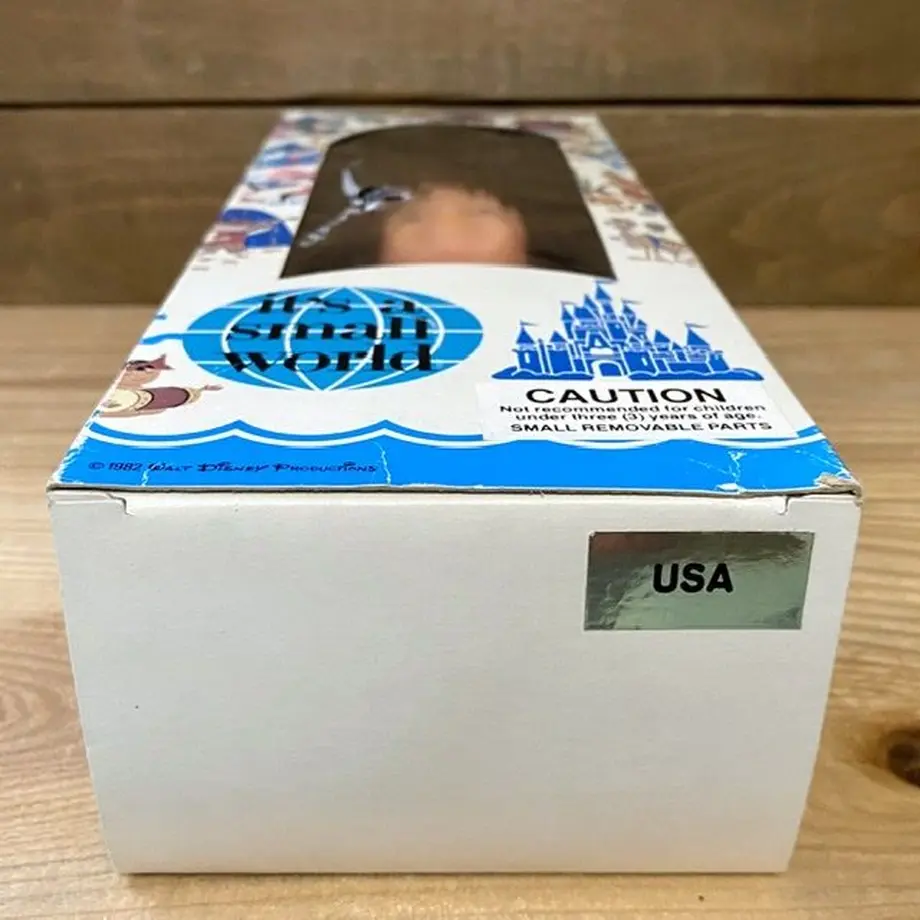 it's a
small
world
CAUTION
Not recommended for children
under three (3) years of age.
SMALL REMOVABLE PARTS
© 1982 WALT DISNEY PRODUCTIONS
USA